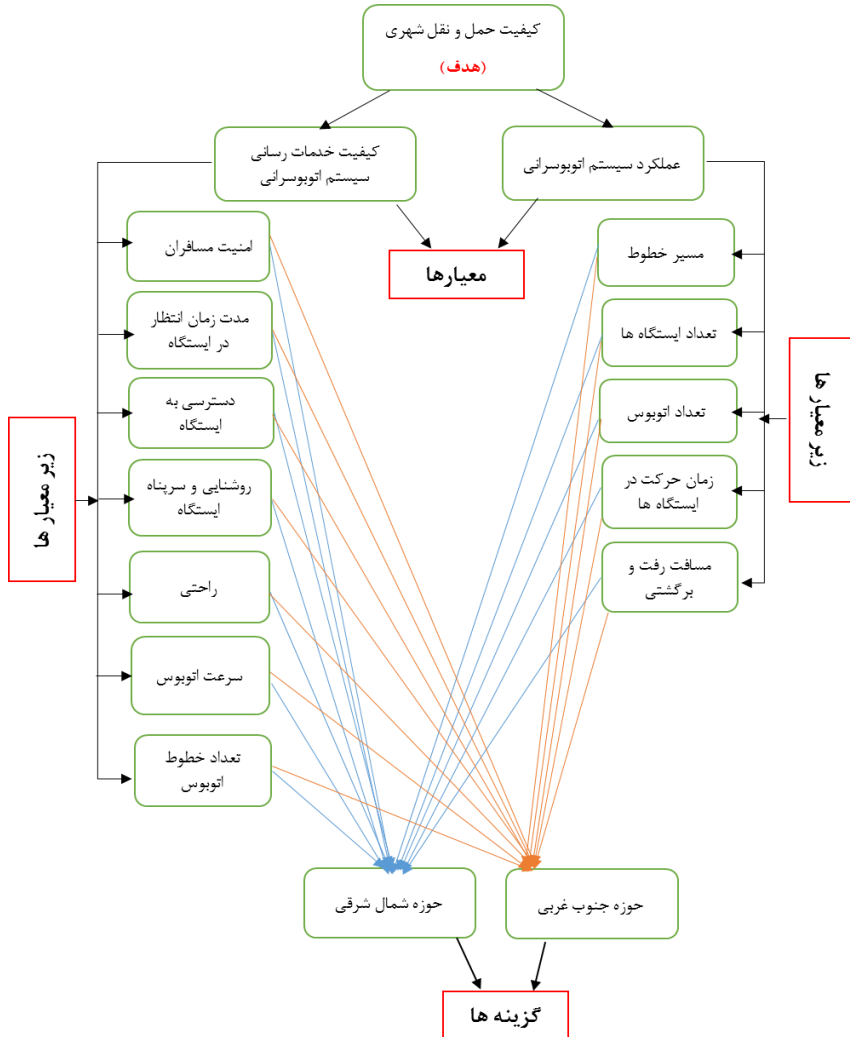 کیفیت حمل و نقل شهری
(هدف)
عملکرد سیستم اتوبوسرانی
کیفیت خدمات رسانی
سیستم اتوبوسرانی
معیارها
مسیر خطوط
تعداد ایستگاه ها
تعداد اتوبوس
زمان حرکت در
ایستگاه ها
مسافت رفت و
برگشتی
زیر معیار ها
امنیت مسافران
مدت زمان انتظار
در ایستگاه
دسترسی به
ایستگاه
روشنایی و سرپناه
ایستگاه
راحتی
سرعت اتوبوس
تعداد خطوط
اتوبوس
زیر معیار ها
حوزه جنوب غربی
حوزه شمال شرقی
گزینه ها